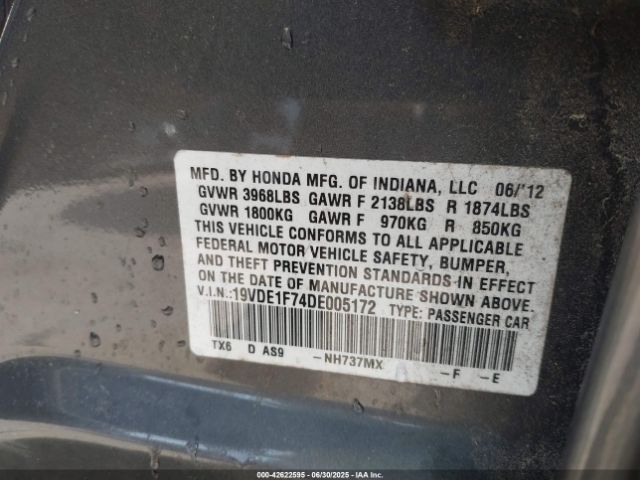 MFD. BY HONDA MFG. OF INDIANA, LLC 06/'12
GVWR 3968LBS GAWR F 2138LBS R 1874LBS
GVWR 1800KG GAWR F 970KG R 850KG
THIS VEHICLE CONFORMS TO ALL APPLICABLE
FEDERAL MOTOR VEHICLE SAFETY, BUMPER,
AND THEFT PREVENTION STANDARDS IN EFFECT
ON THE DATE OF MANUFACTURE SHOWN ABOVE.
V.I.N.:19VDE1F74DE005172 TYPE: PASSENGER CAR
TX6 D AS9 -NH737MX -F -E
000-42622595 - 06/30/2025 - IAAI.COM